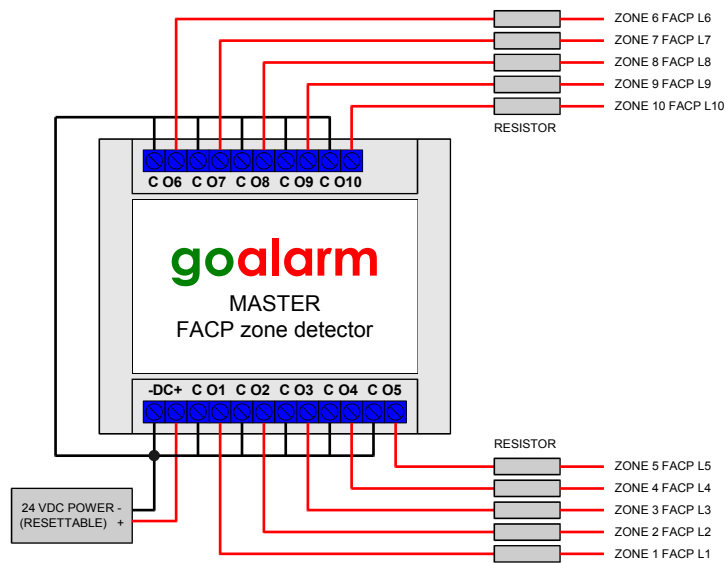 ZONE 6 FACP L6
ZONE 7 FACP L7
ZONE 8 FACP L8
ZONE 9 FACP L9
ZONE 10 FACP L10
RESISTOR
C O6 C O7 C O8 C O9 C O10
goalarm
MASTER
FACP zone detector
-DC+ C O1 C O2 C O3 C O4 C O5
RESISTOR
ZONE 5 FACP L5
ZONE 4 FACP L4
ZONE 3 FACP L3
ZONE 2 FACP L2
ZONE 1 FACP L1
24 VDC POWER -
(RESETTABLE) +